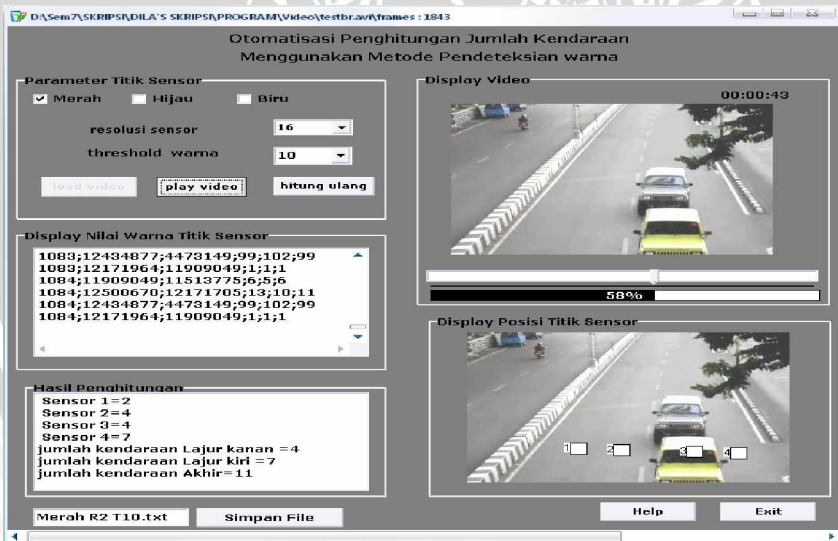 D:\Sem7\SKRIPSI\DILA'S SKRIPSI\PROGRAM\Video\testbr.avi\frames : 1843
Otomatisasi Penghitungan Jumlah Kendaraan
Menggunakan Metode Pendeteksian warna
Parameter Titik Sensor
Merah
Hijau
Biru
resolusi sensor
16
threshold warna
10
load video
play video
hitung ulang
Display Nilai Warna Titik Sensor
1083;12434877;4473149;99;102;99
1083;12171964;11909049;1;1;1
1084;11909049;11513775;6;5;6
1084;12500670;12171705;13;10;11
1084;12434877;4473149;99;102;99
1084;12171964;11909049;1;1;1
Hasil Penghitungan
Sensor 1=2
Sensor 2=4
Sensor 3=4
Sensor 4=7
jumlah kendaraan Lajur kanan =4
jumlah kendaraan Lajur kiri =7
jumlah kendaraan Akhir=11
Merah R2 T10.txt
Simpan File
Display Video
00:00:43
58%
Display Posisi Titik Sensor
1
2
3
4
Help
Exit